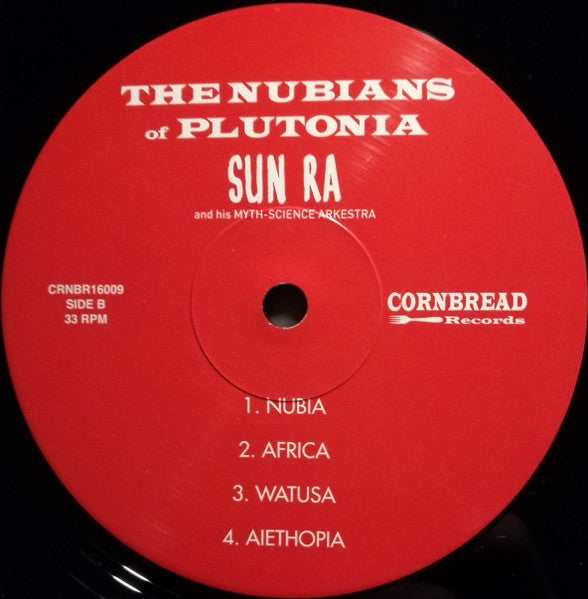 THE NUBIANS
of PLUTONIA
SUN RA
and his MYTH-SCIENCE ARKESTRA
CRNBR16009
SIDE B
33 RPM
CORNBREAD
Records
1. NUBIA
2. AFRICA
3. WATUSA
4. AIETHOPIA